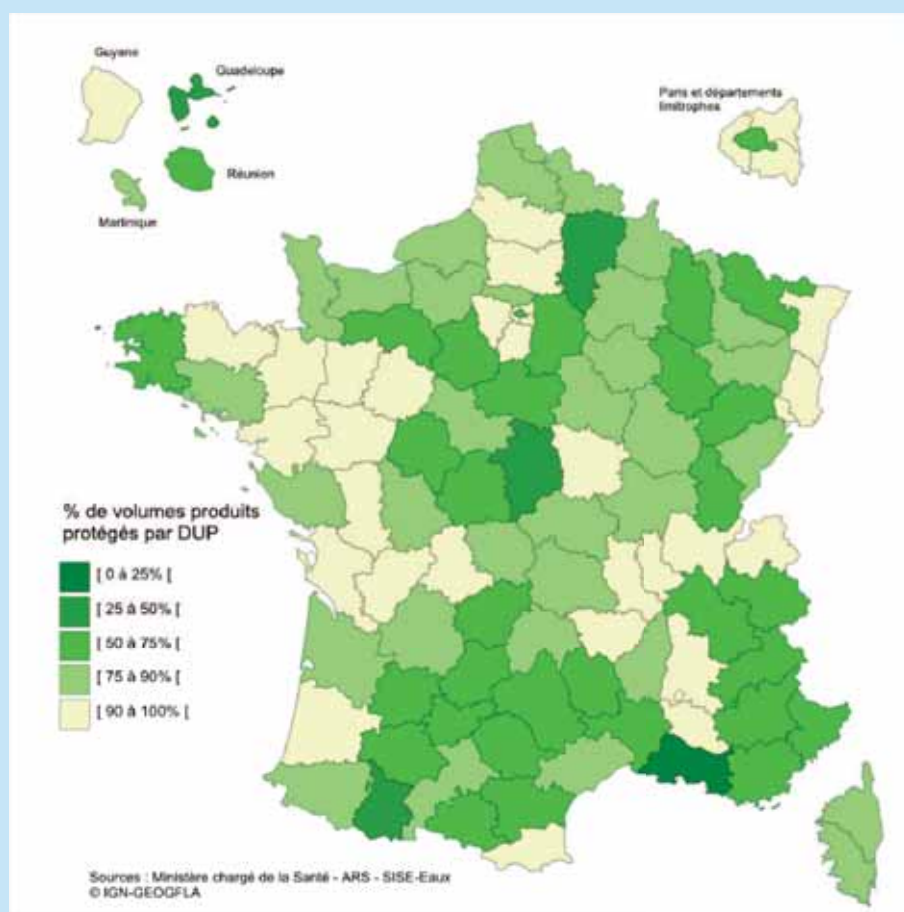 Guyane
Guadeloupe
Paris et départements
limitrophes
Réunion
Martinique
% de volumes produits
protégés par DUP
[ 0 à 25% [
[ 25 à 50% [
[ 50 à 75% [
[ 75 à 90% [
[ 90 à 100% [
Sources : Ministère chargé de la Santé - ARS - SISE-Eaux
© IGN-GEOGFLA